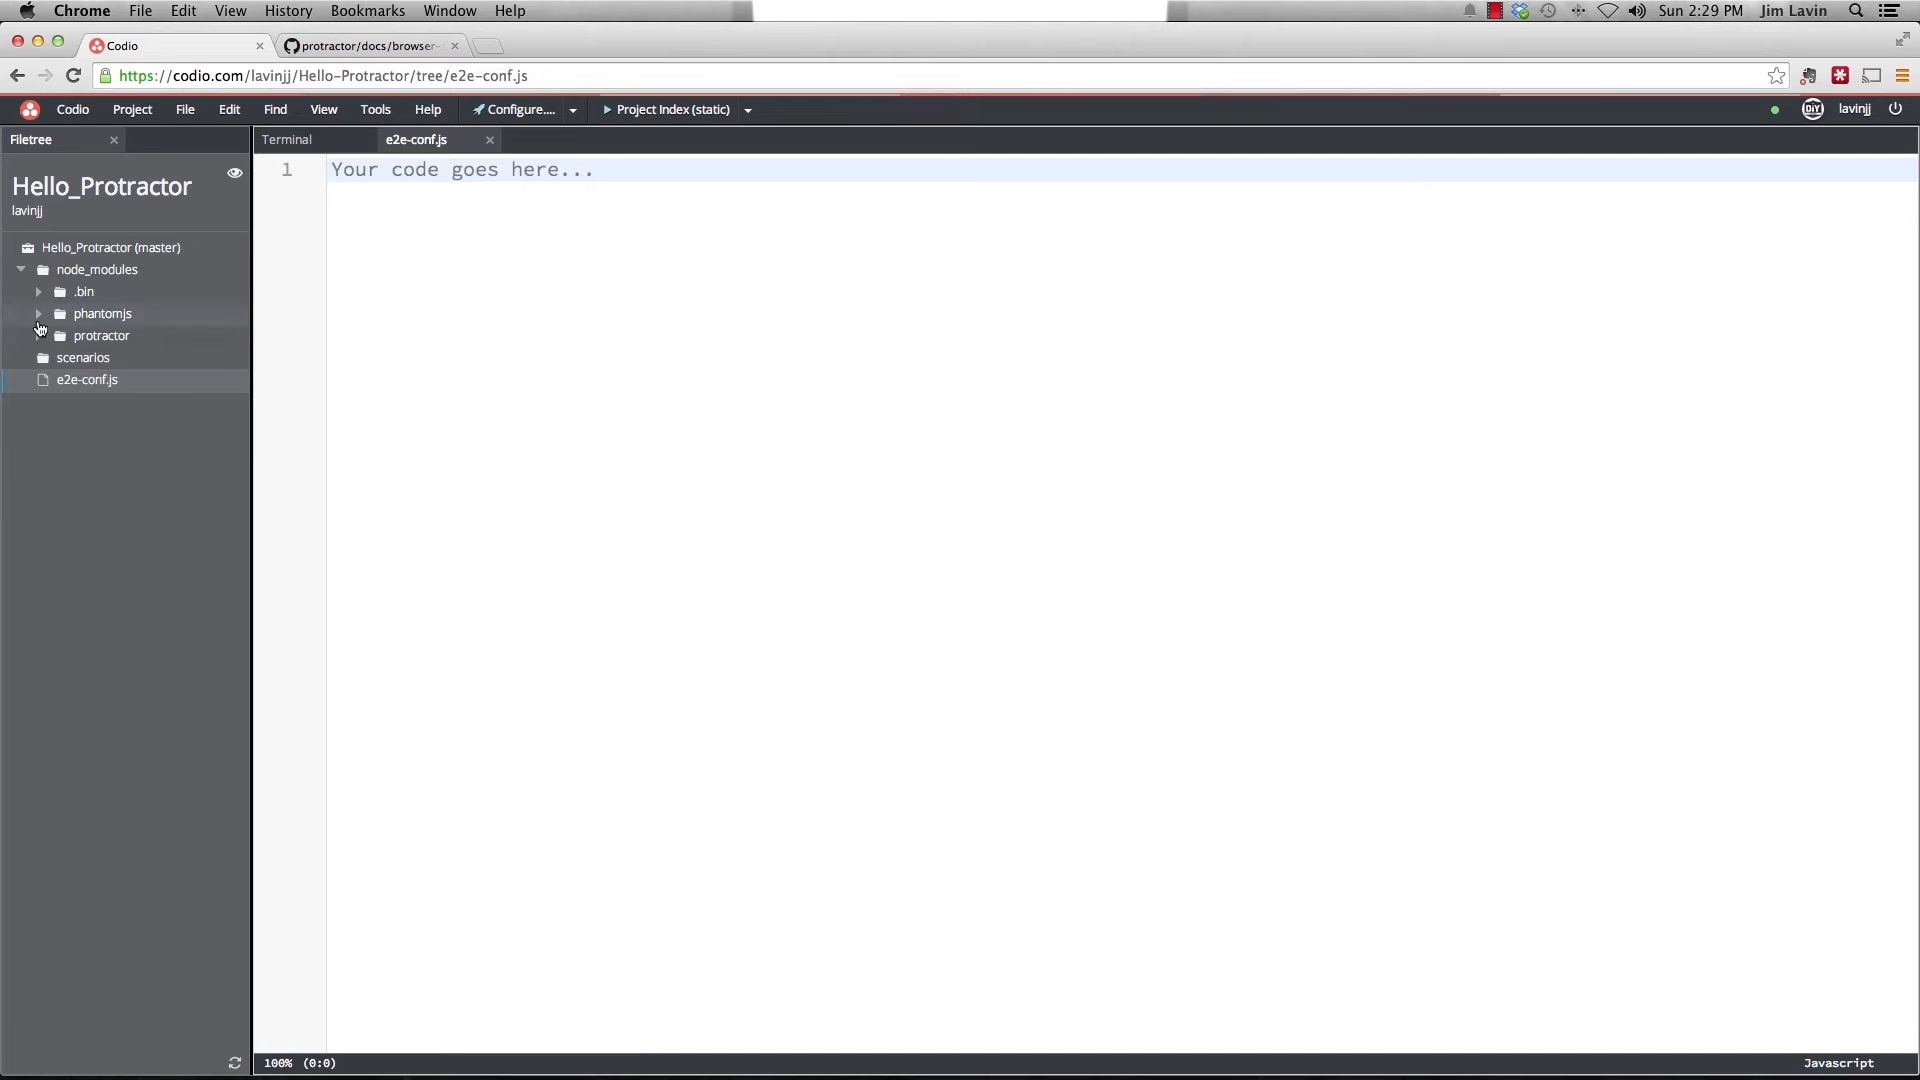 Chrome File Edit View History Bookmarks Window Help Sun 2:29 PM Jim Lavin
Codio protractor/docs/browser-
https://codio.com/lavinjj/Hello-Protractor/tree/e2e-conf.js
Codio Project File Edit Find View Tools Help Configure.... Project Index (static) DIY lavinjj
Filetree Terminal e2e-conf.js
1 Your code goes here...
Hello_Protractor
lavinjj
Hello_Protractor (master)
node_modules
.bin
phantomjs
protractor
scenarios
e2e-conf.js
100% (0:0) Javascript